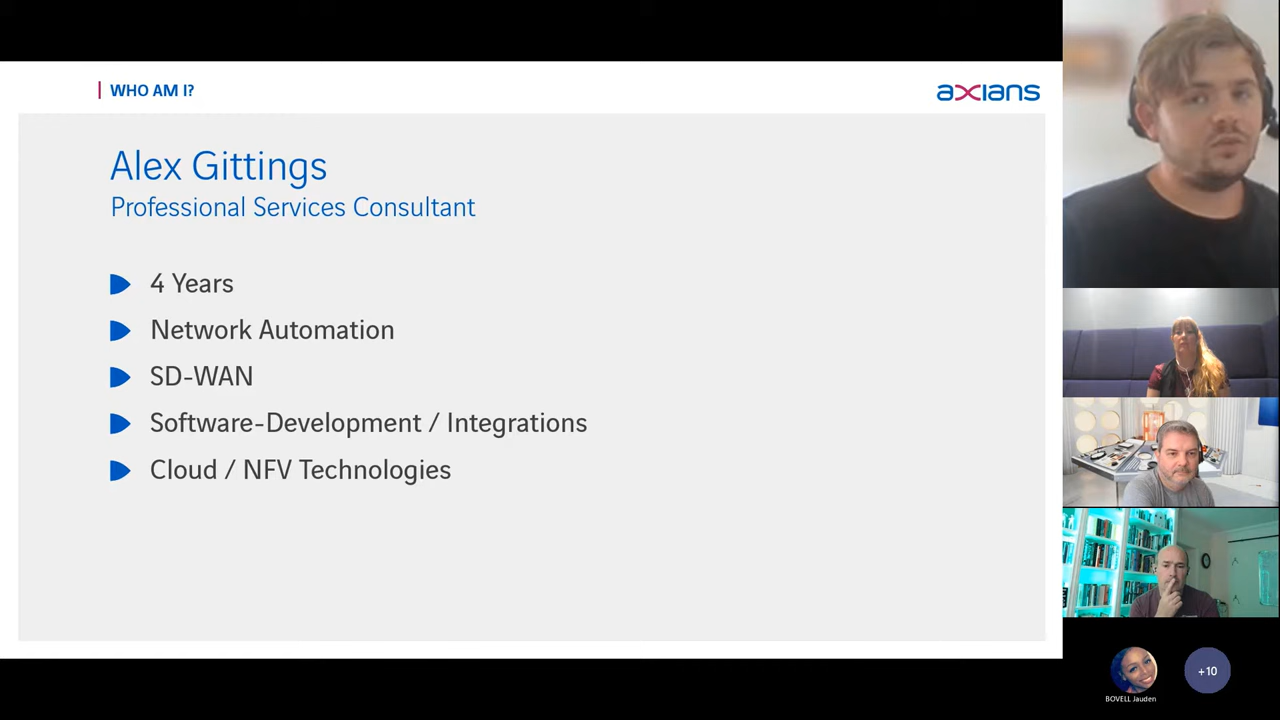 WHO AM I?
axians
Alex Gittings
Professional Services Consultant
4 Years
Network Automation
SD-WAN
Software-Development / Integrations
Cloud / NFV Technologies
+10
BOVELL Jauden